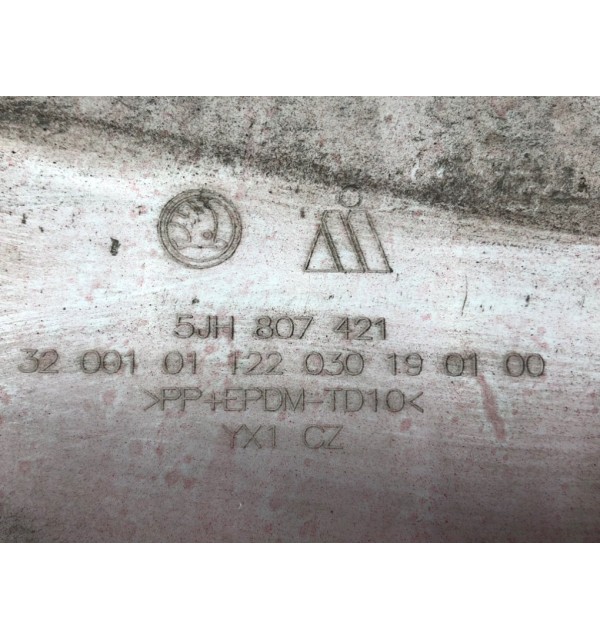 5JH 807 421
32 001 01 122 030 19 01 00
>PP+EPDM-TD10<
YX1 CZ